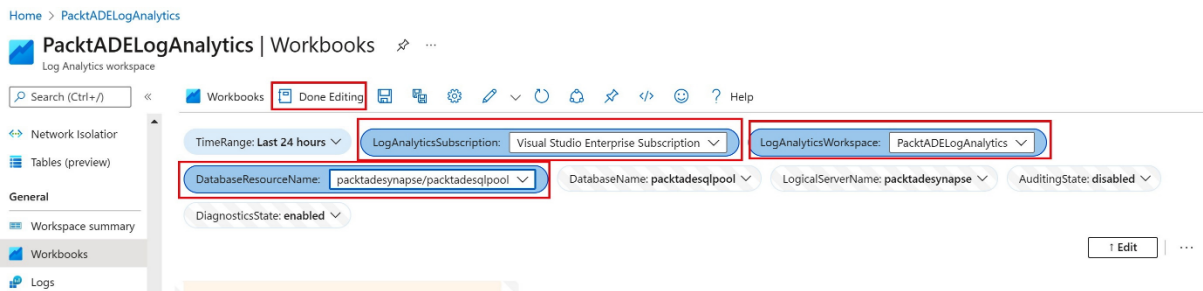 Home > PacktADELogAnalytics
PacktADELogAnalytics | Workbooks ...
Log Analytics workspace
Search (Ctrl+/) «
Workbooks Done Editing ? Help
Network Isolation
TimeRange: Last 24 hours LogAnalyticsSubscription: Visual Studio Enterprise Subscription LogAnalyticsWorkspace: PacktADELogAnalytics
Tables (preview)
DatabaseResourceName: packtadesynapse/packtadesqlpool DatabaseName: packtadesqlpool LogicalServerName: packtadesynapse AuditingState: disabled
General
DiagnosticsState: enabled
Workspace summary
Workbooks
↑ Edit ...
Logs